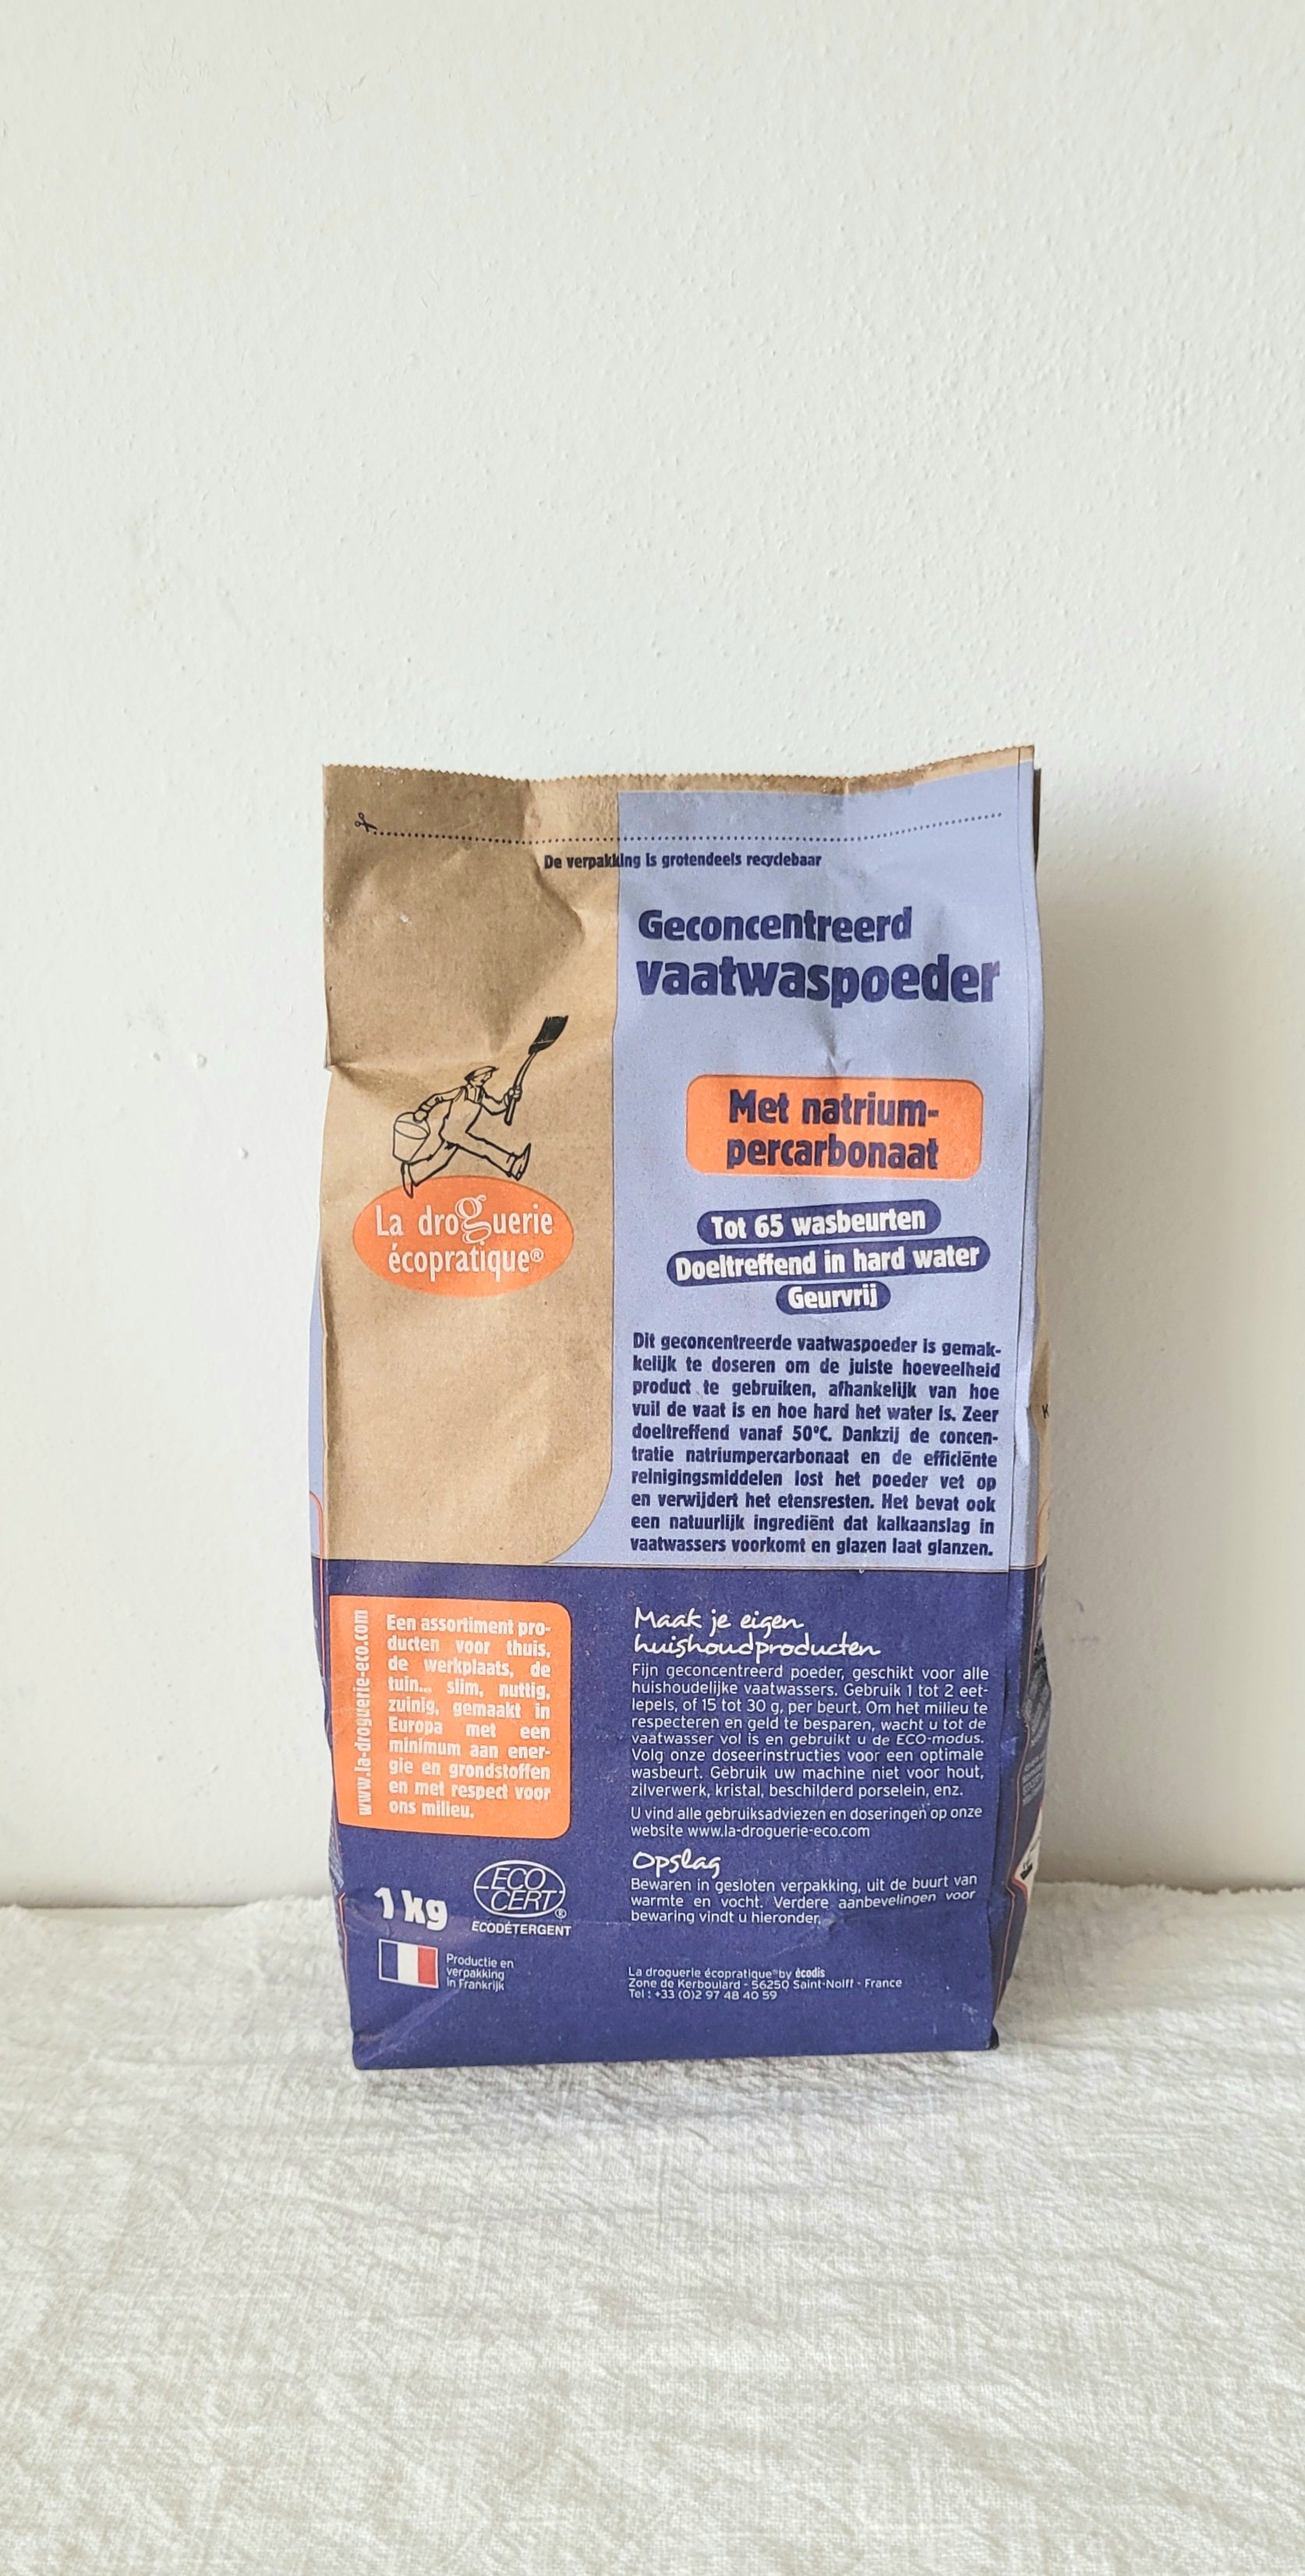 De verpakking is grotendeels recyclebaar
Geconcentreerd
vaatwaspoeder
Met natrium-
percarbonaat
La droguerie
écopratique®
Tot 65 wasbeurten
Doeltreffend in hard water
Geurvrij
Dit geconcentreerde vaatwaspoeder is gemak-
kelijk te doseren om de juiste hoeveelheid
product te gebruiken, afhankelijk van hoe
vuil de vaat is en hoe hard het water is. Zeer
doeltreffend vanaf 50°C. Dankzij de concen-
tratie natriumpercarbonaat en de efficiënte
reinigingsmiddelen lost het poeder vet op
en verwijdert het etensresten. Het bevat ook
een natuurlijk ingrediënt dat kalkaanslag in
vaatwassers voorkomt en glazen laat glanzen.
www.la-droguerie-eco.com
Een assortiment pro-
ducten voor thuis,
de werkplaats, de
tuin... slim, nuttig,
zuinig, gemaakt in
Europa met een
minimum aan ener-
gie en grondstoffen
en met respect voor
ons milieu.
Maak je eigen
huishoudproducten
Fijn geconcentreerd poeder, geschikt voor alle
huishoudelijke vaatwassers. Gebruik 1 tot 2 eet-
lepels, of 15 tot 30 g, per beurt. Om het milieu te
respecteren en geld te besparen, wacht u tot de
vaatwasser vol is en gebruikt u de ECO-modus.
Volg onze doseerinstructies voor een optimale
wasbeurt. Gebruik uw machine niet voor hout,
zilverwerk, kristal, beschilderd porselein, enz.
U vind alle gebruiksadviezen en doseringen op onze
website www.la-droguerie-eco.com
Opslag
Bewaren in gesloten verpakking, uit de buurt van
warmte en vocht. Verdere aanbevelingen voor
bewaring vindt u hieronder.
1 kg
ECO
CERT®
ECODÉTERGENT
Productie en
verpakking
in Frankrijk
La droguerie écopratique® by écodis
Zone de Kerboulard - 56250 Saint-Nolff - France
Tel : +33 (0)2 97 48 40 59